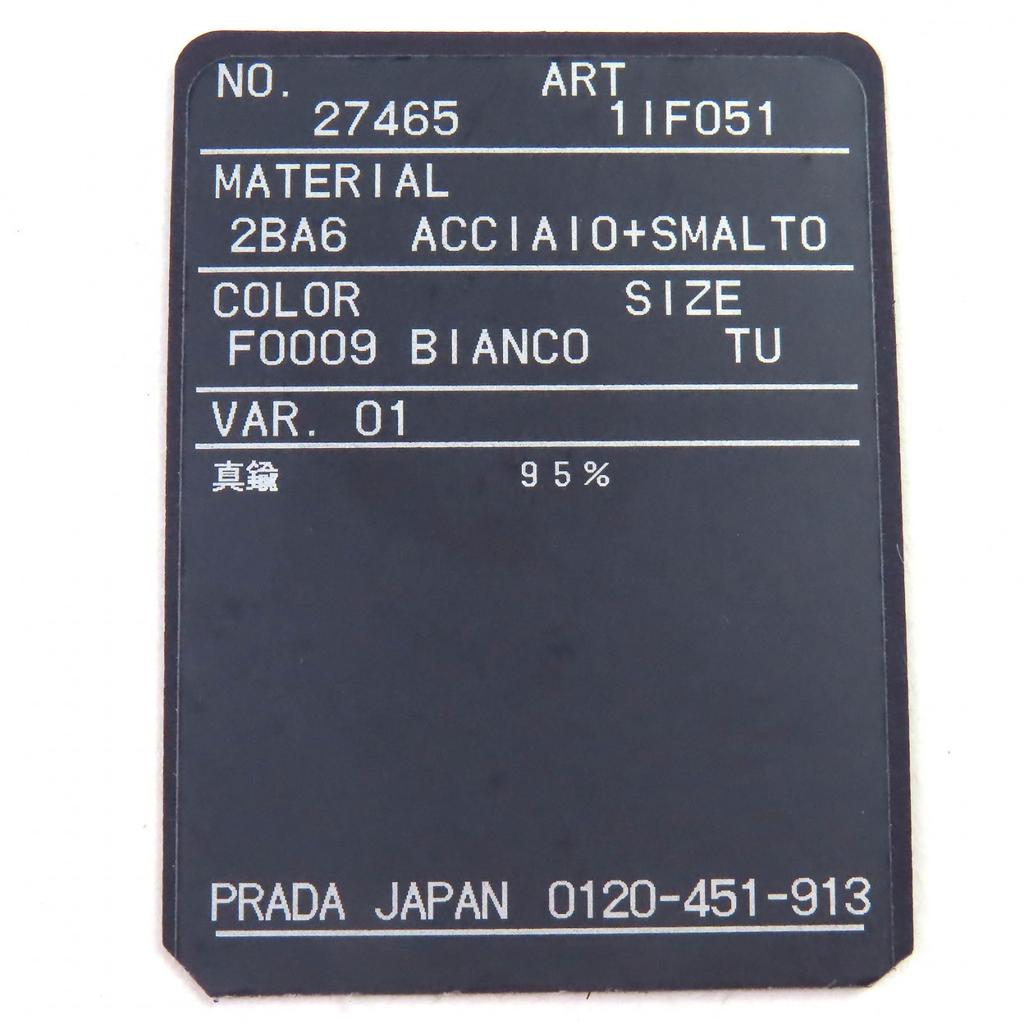 NO. ART
27465 1IF051
MATERIAL
2BA6 ACCIAIO+SMALTO
COLOR SIZE
F0009 BIANCO TU
VAR. 01
真鍮 95%
PRADA JAPAN 0120-451-913